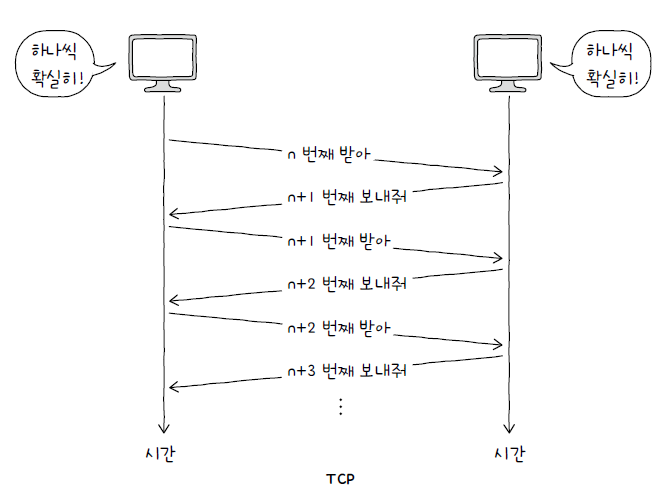 하나씩
확실히!
하나씩
확실히!
n 번째 받아
n+1 번째 보내줘
n+1 번째 받아
n+2 번째 보내줘
n+2 번째 받아
n+3 번째 보내줘
⋮
시간
시간
TCP